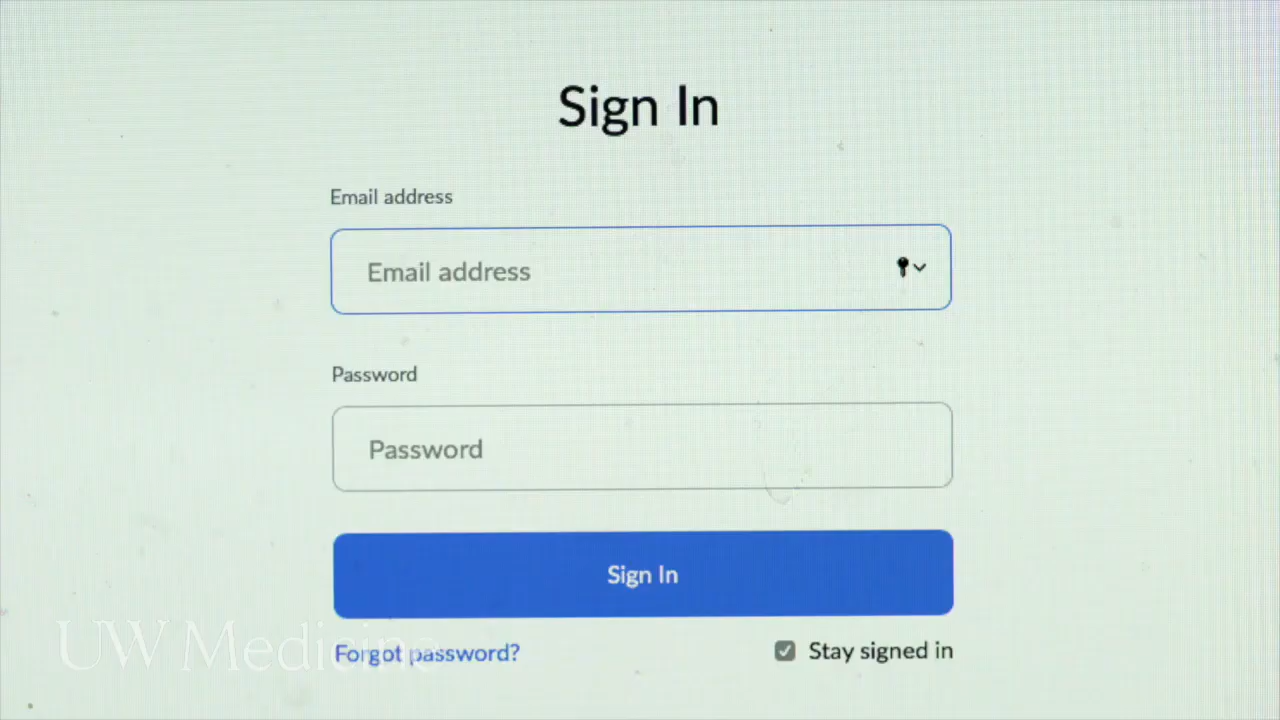 Sign In
Email address
Email address
Password
Password
Sign In
Forgot password?
Stay signed in
UW Medicine